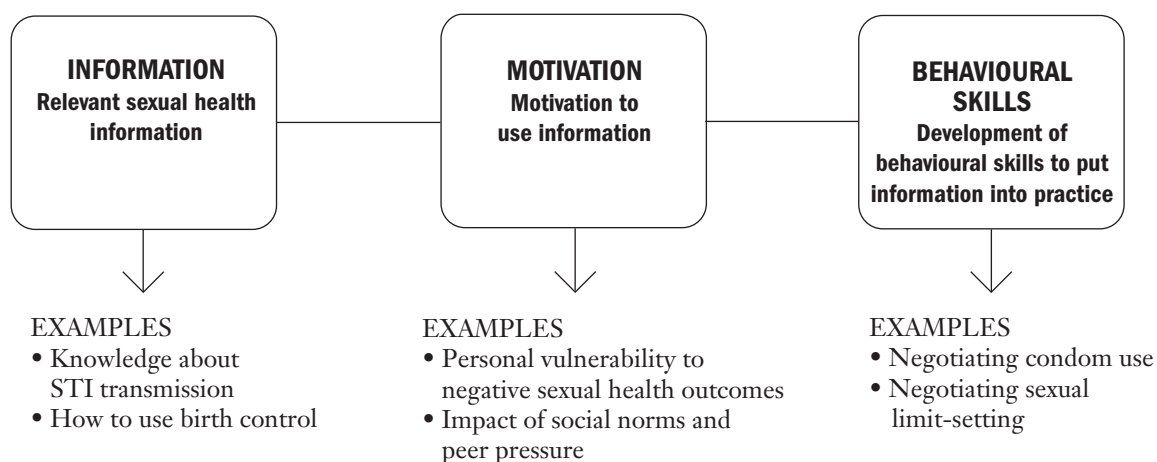 INFORMATION
Relevant sexual health
information
MOTIVATION
Motivation to
use information
BEHAVIOURAL
SKILLS
Development of
behavioural skills to put
information into practice
EXAMPLES
• Knowledge about
STI transmission
• How to use birth control
EXAMPLES
• Personal vulnerability to
negative sexual health outcomes
• Impact of social norms and
peer pressure
EXAMPLES
• Negotiating condom use
• Negotiating sexual
limit-setting